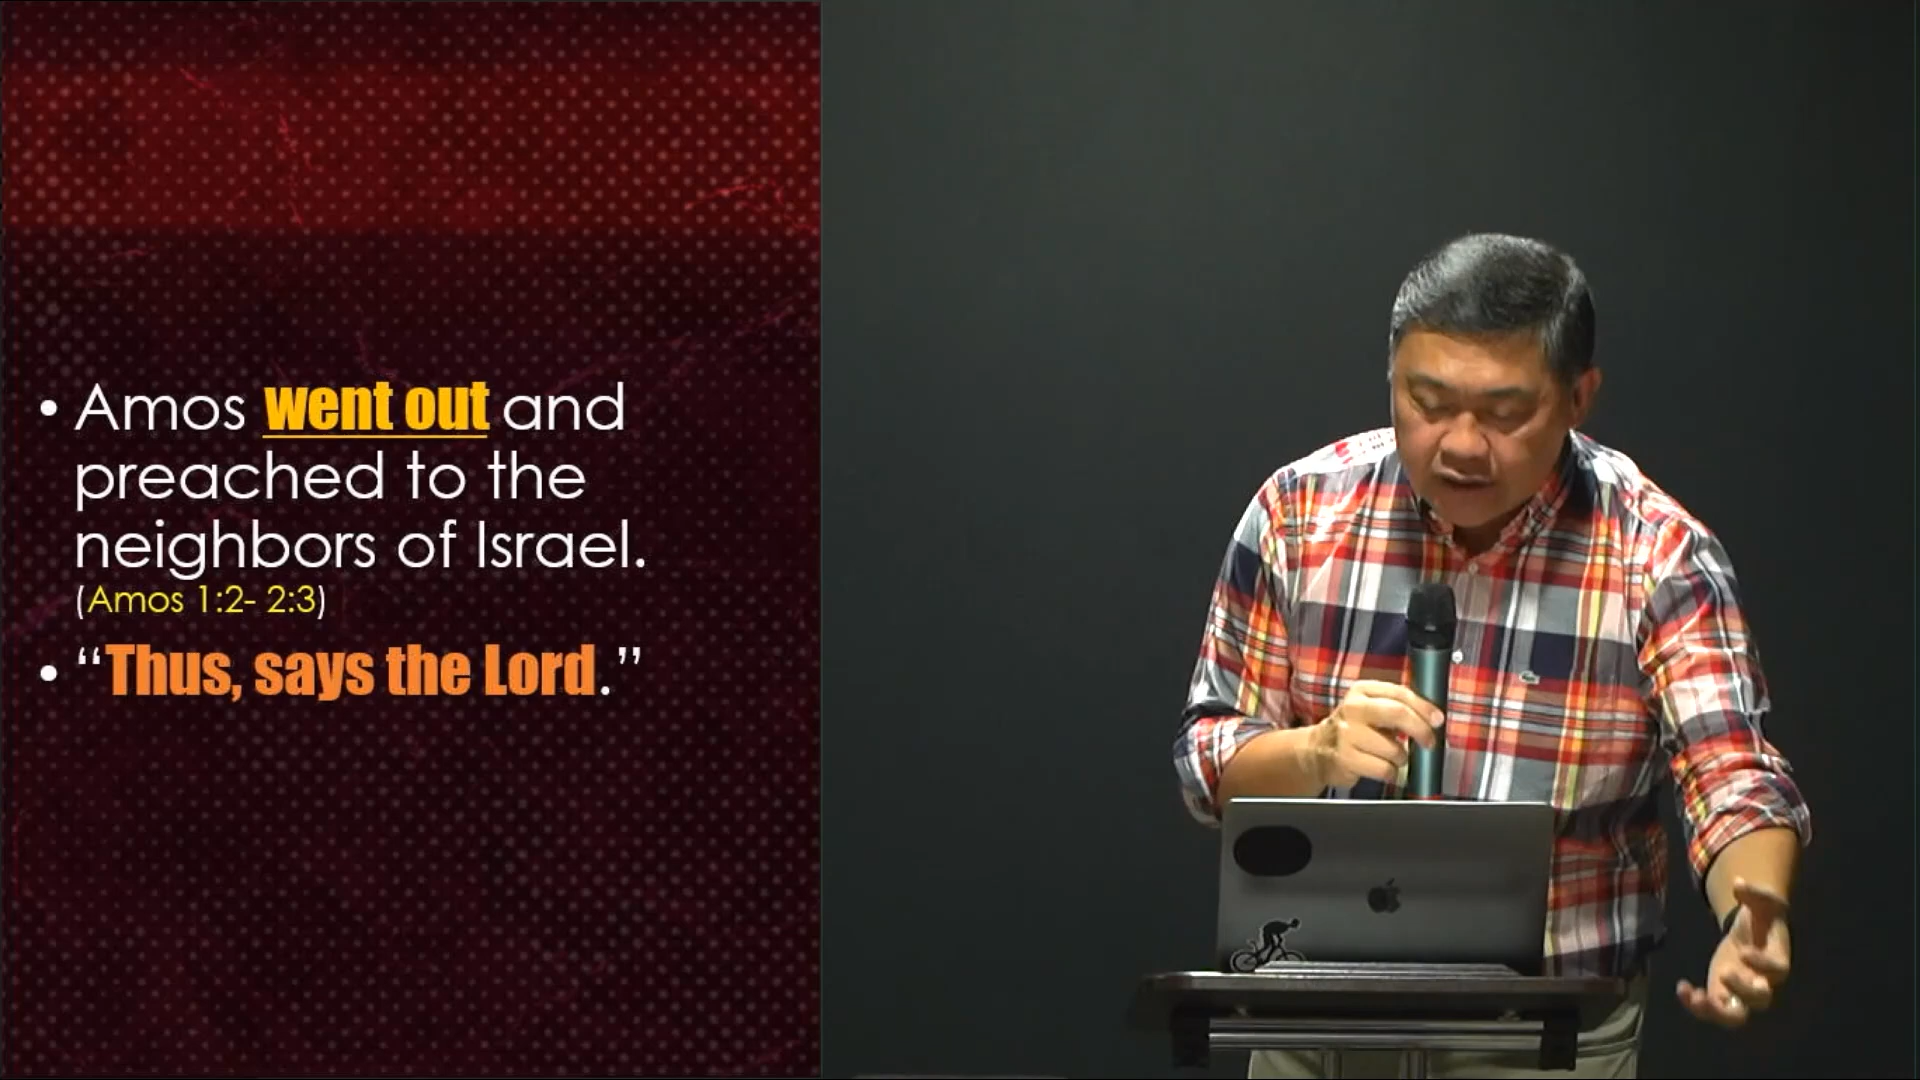 • Amos went out and
preached to the
neighbors of Israel.
(Amos 1:2- 2:3)
• “Thus, says the Lord.”